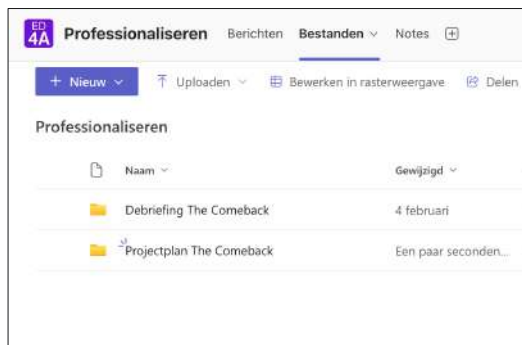 ED
4A
Professionaliseren Berichten Bestanden Notes
+ Nieuw Uploaden Bewerken in rasterweergave Delen
Professionaliseren
Naam Gewijzigd
Debriefing The Comeback 4 februari
Projectplan The Comeback Een paar seconden...